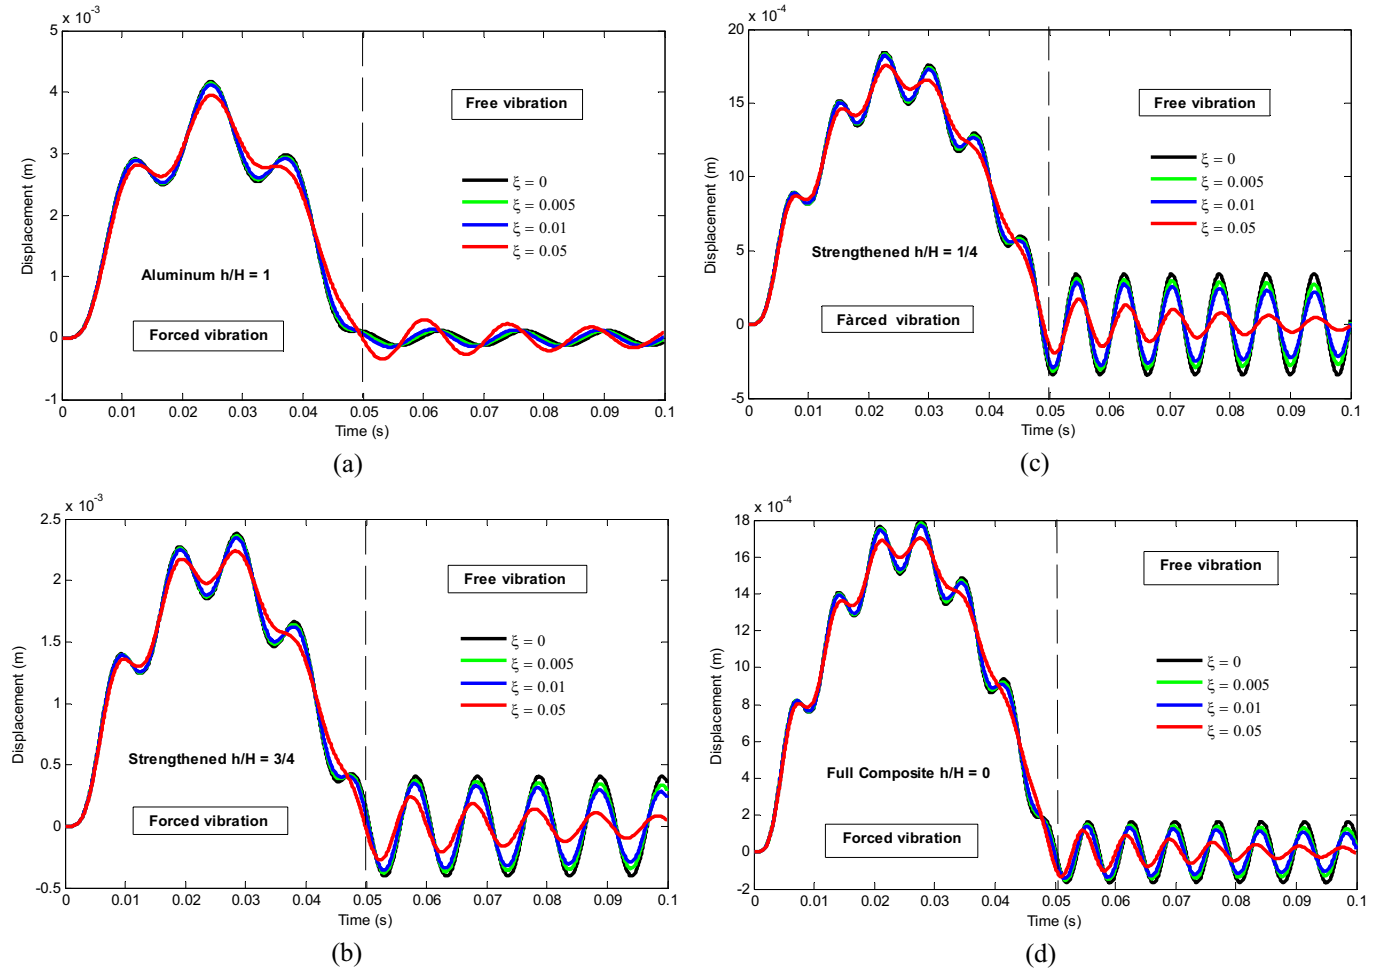 x 10⁻³
5
4
3
2
1
0
-1
Displacement (m)
Free vibration
ξ = 0
ξ = 0.005
ξ = 0.01
ξ = 0.05
Aluminum h/H = 1
Forced vibration
0 0.01 0.02 0.03 0.04 0.05 0.06 0.07 0.08 0.09 0.1
Time (s)
(a)
x 10⁻⁴
20
15
10
5
0
-5
Displacement (m)
Free vibration
ξ = 0
ξ = 0.005
ξ = 0.01
ξ = 0.05
Strengthened h/H = 1/4
Fàrced vibration
0 0.01 0.02 0.03 0.04 0.05 0.06 0.07 0.08 0.09 0.1
Time (s)
(c)
x 10⁻³
2.5
2
1.5
1
0.5
0
-0.5
Displacement (m)
Free vibration
ξ = 0
ξ = 0.005
ξ = 0.01
ξ = 0.05
Strengthened h/H = 3/4
Forced vibration
0 0.01 0.02 0.03 0.04 0.05 0.06 0.07 0.08 0.09 0.1
Time (s)
(b)
x 10⁻⁴
18
16
14
12
10
8
6
4
2
0
-2
Displacement (m)
Free vibration
ξ = 0
ξ = 0.005
ξ = 0.01
ξ = 0.05
Full Composite h/H = 0
Forced vibration
0 0.01 0.02 0.03 0.04 0.05 0.06 0.07 0.08 0.09 0.1
Time (s)
(d)